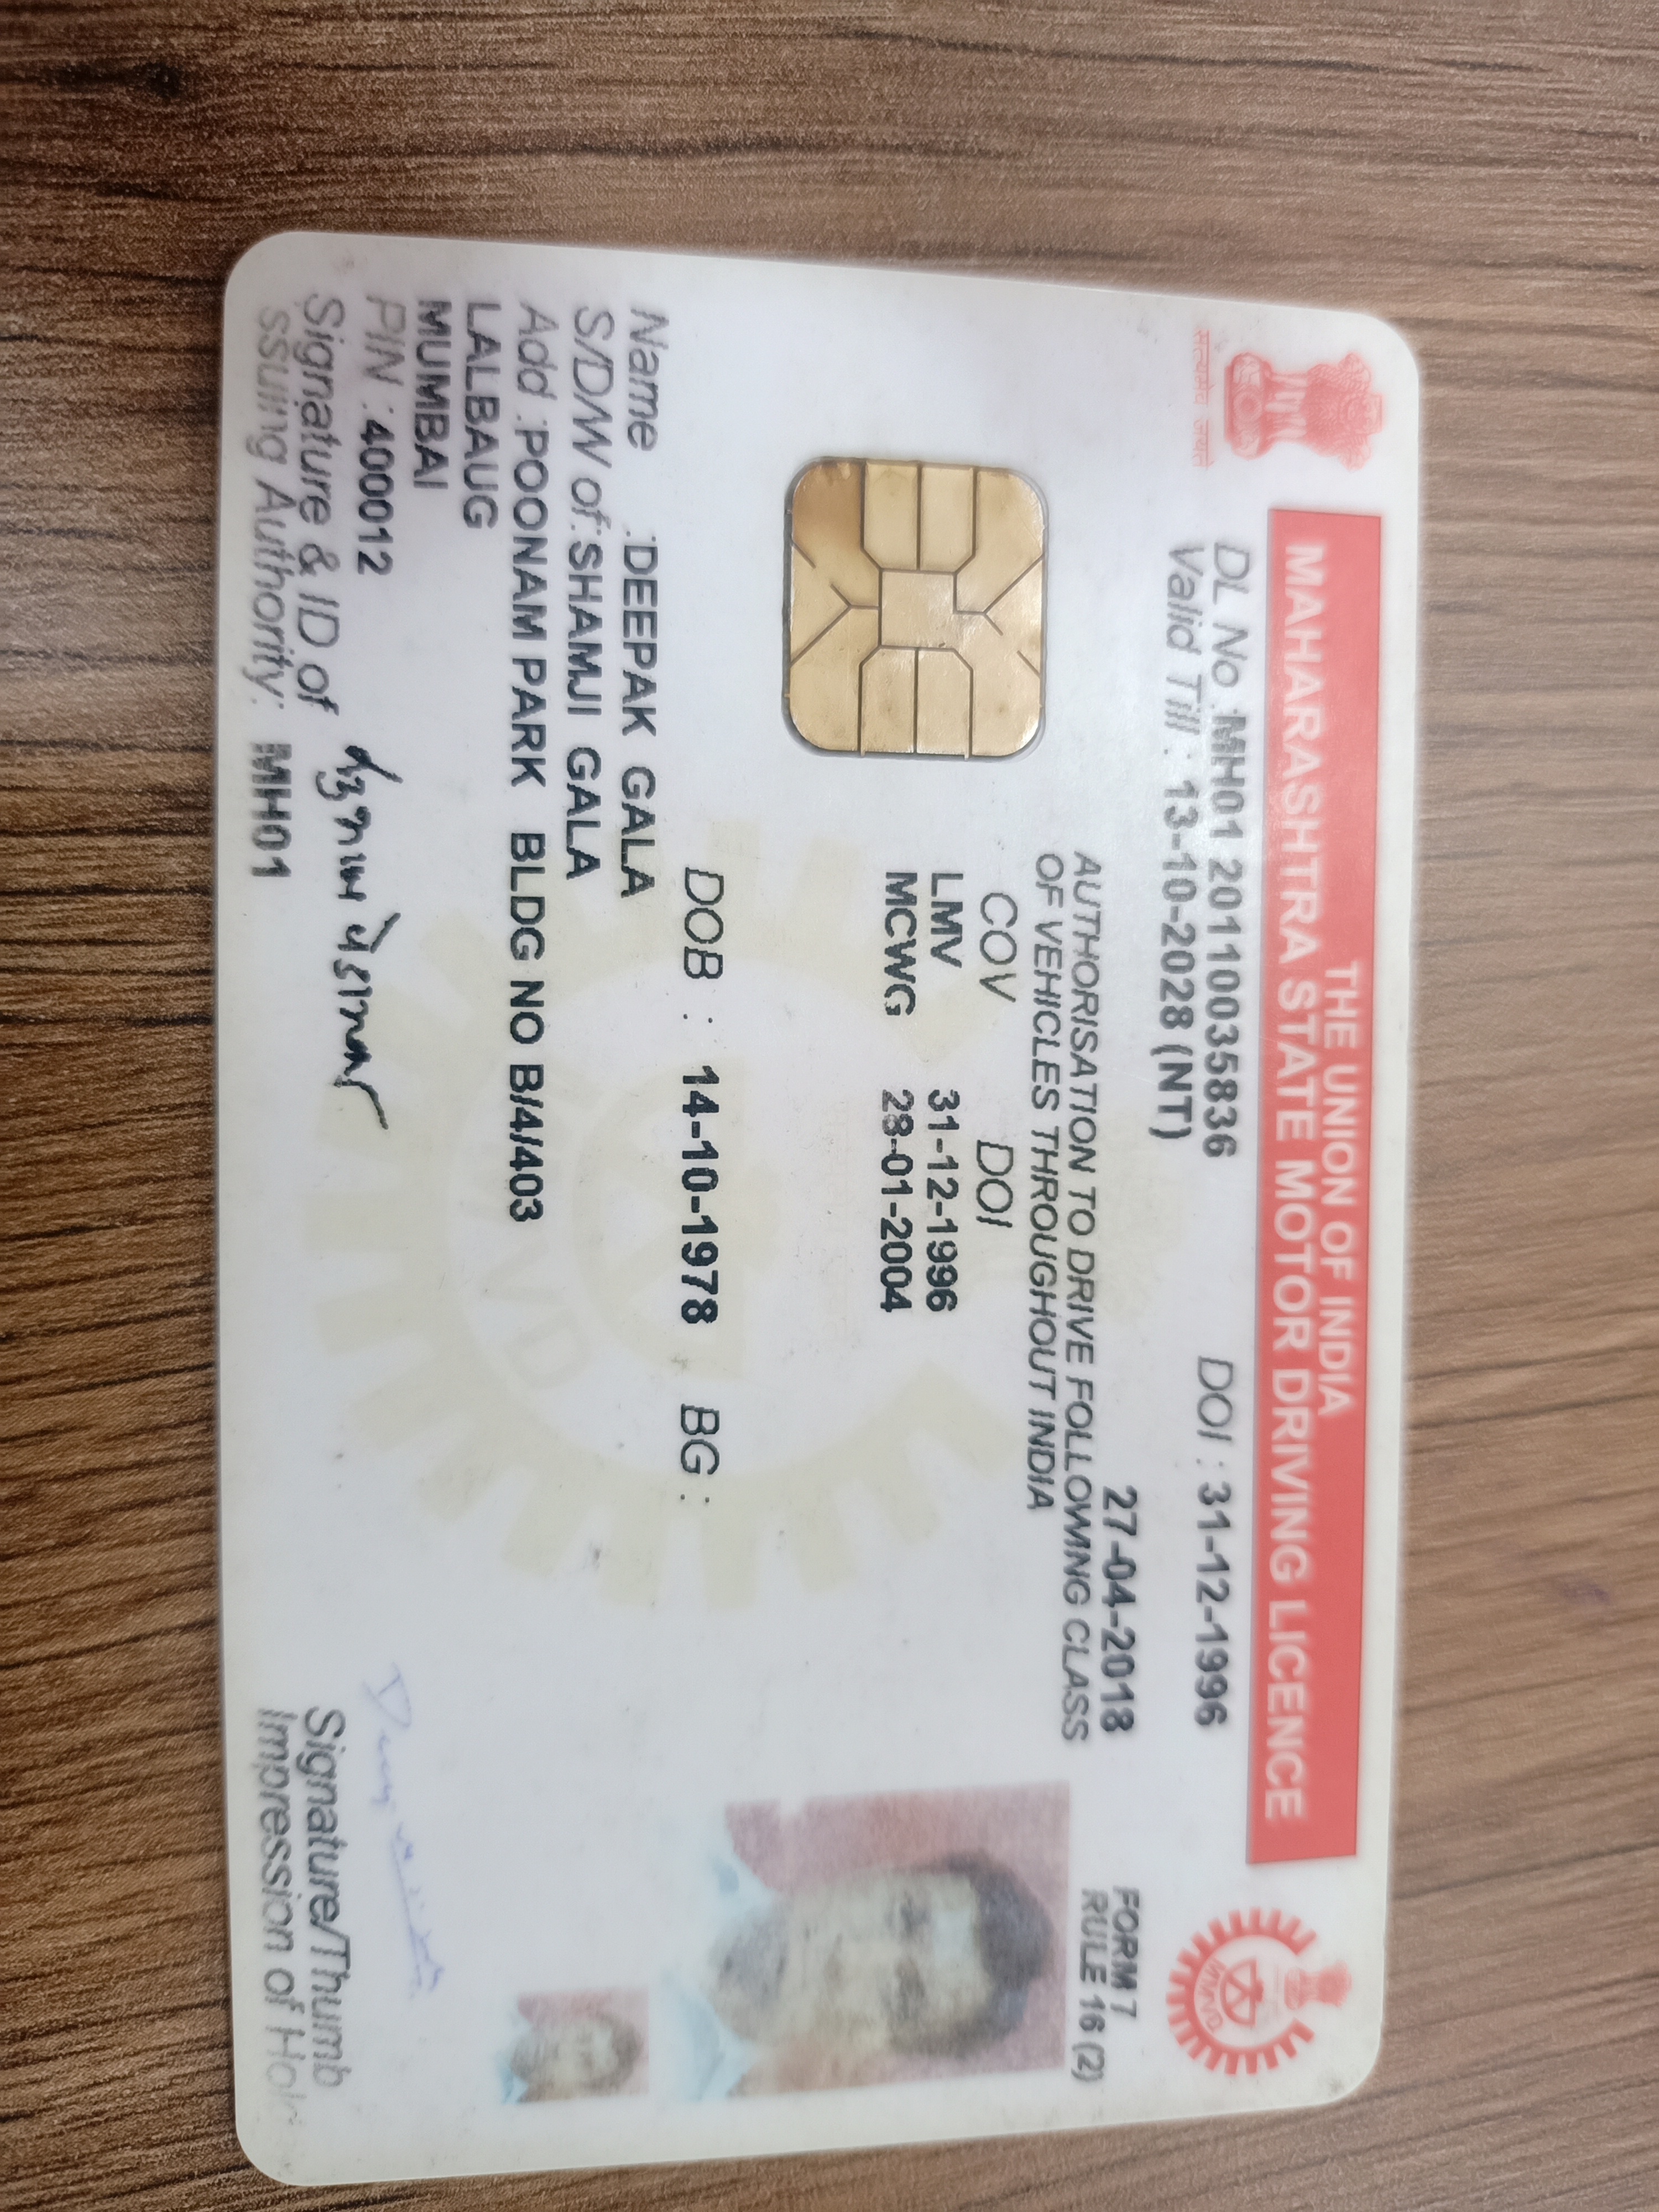 THE UNION OF INDIA
MAHARASHTRA STATE MOTOR DRIVING LICENCE
सत्यमेव जयते
DL No :MH01 20110035836 DOI : 31-12-1996
Valid Till : 13-10-2028 (NT)
27-04-2018
FORM 7
RULE 16 (2)
AUTHORISATION TO DRIVE FOLLOWING CLASS
OF VEHICLES THROUGHOUT INDIA
COV DOI
LMV 31-12-1996
MCWG 28-01-2004
DOB : 14-10-1978 BG :
Name :DEEPAK GALA
S/D/W of:SHAMJI GALA
Add :POONAM PARK BLDG NO B/4/403
LALBAUG
MUMBAI
PIN :400012
Signature & ID of
ssuing Authority: MH01
Signature/Thumb
Impression of Hol